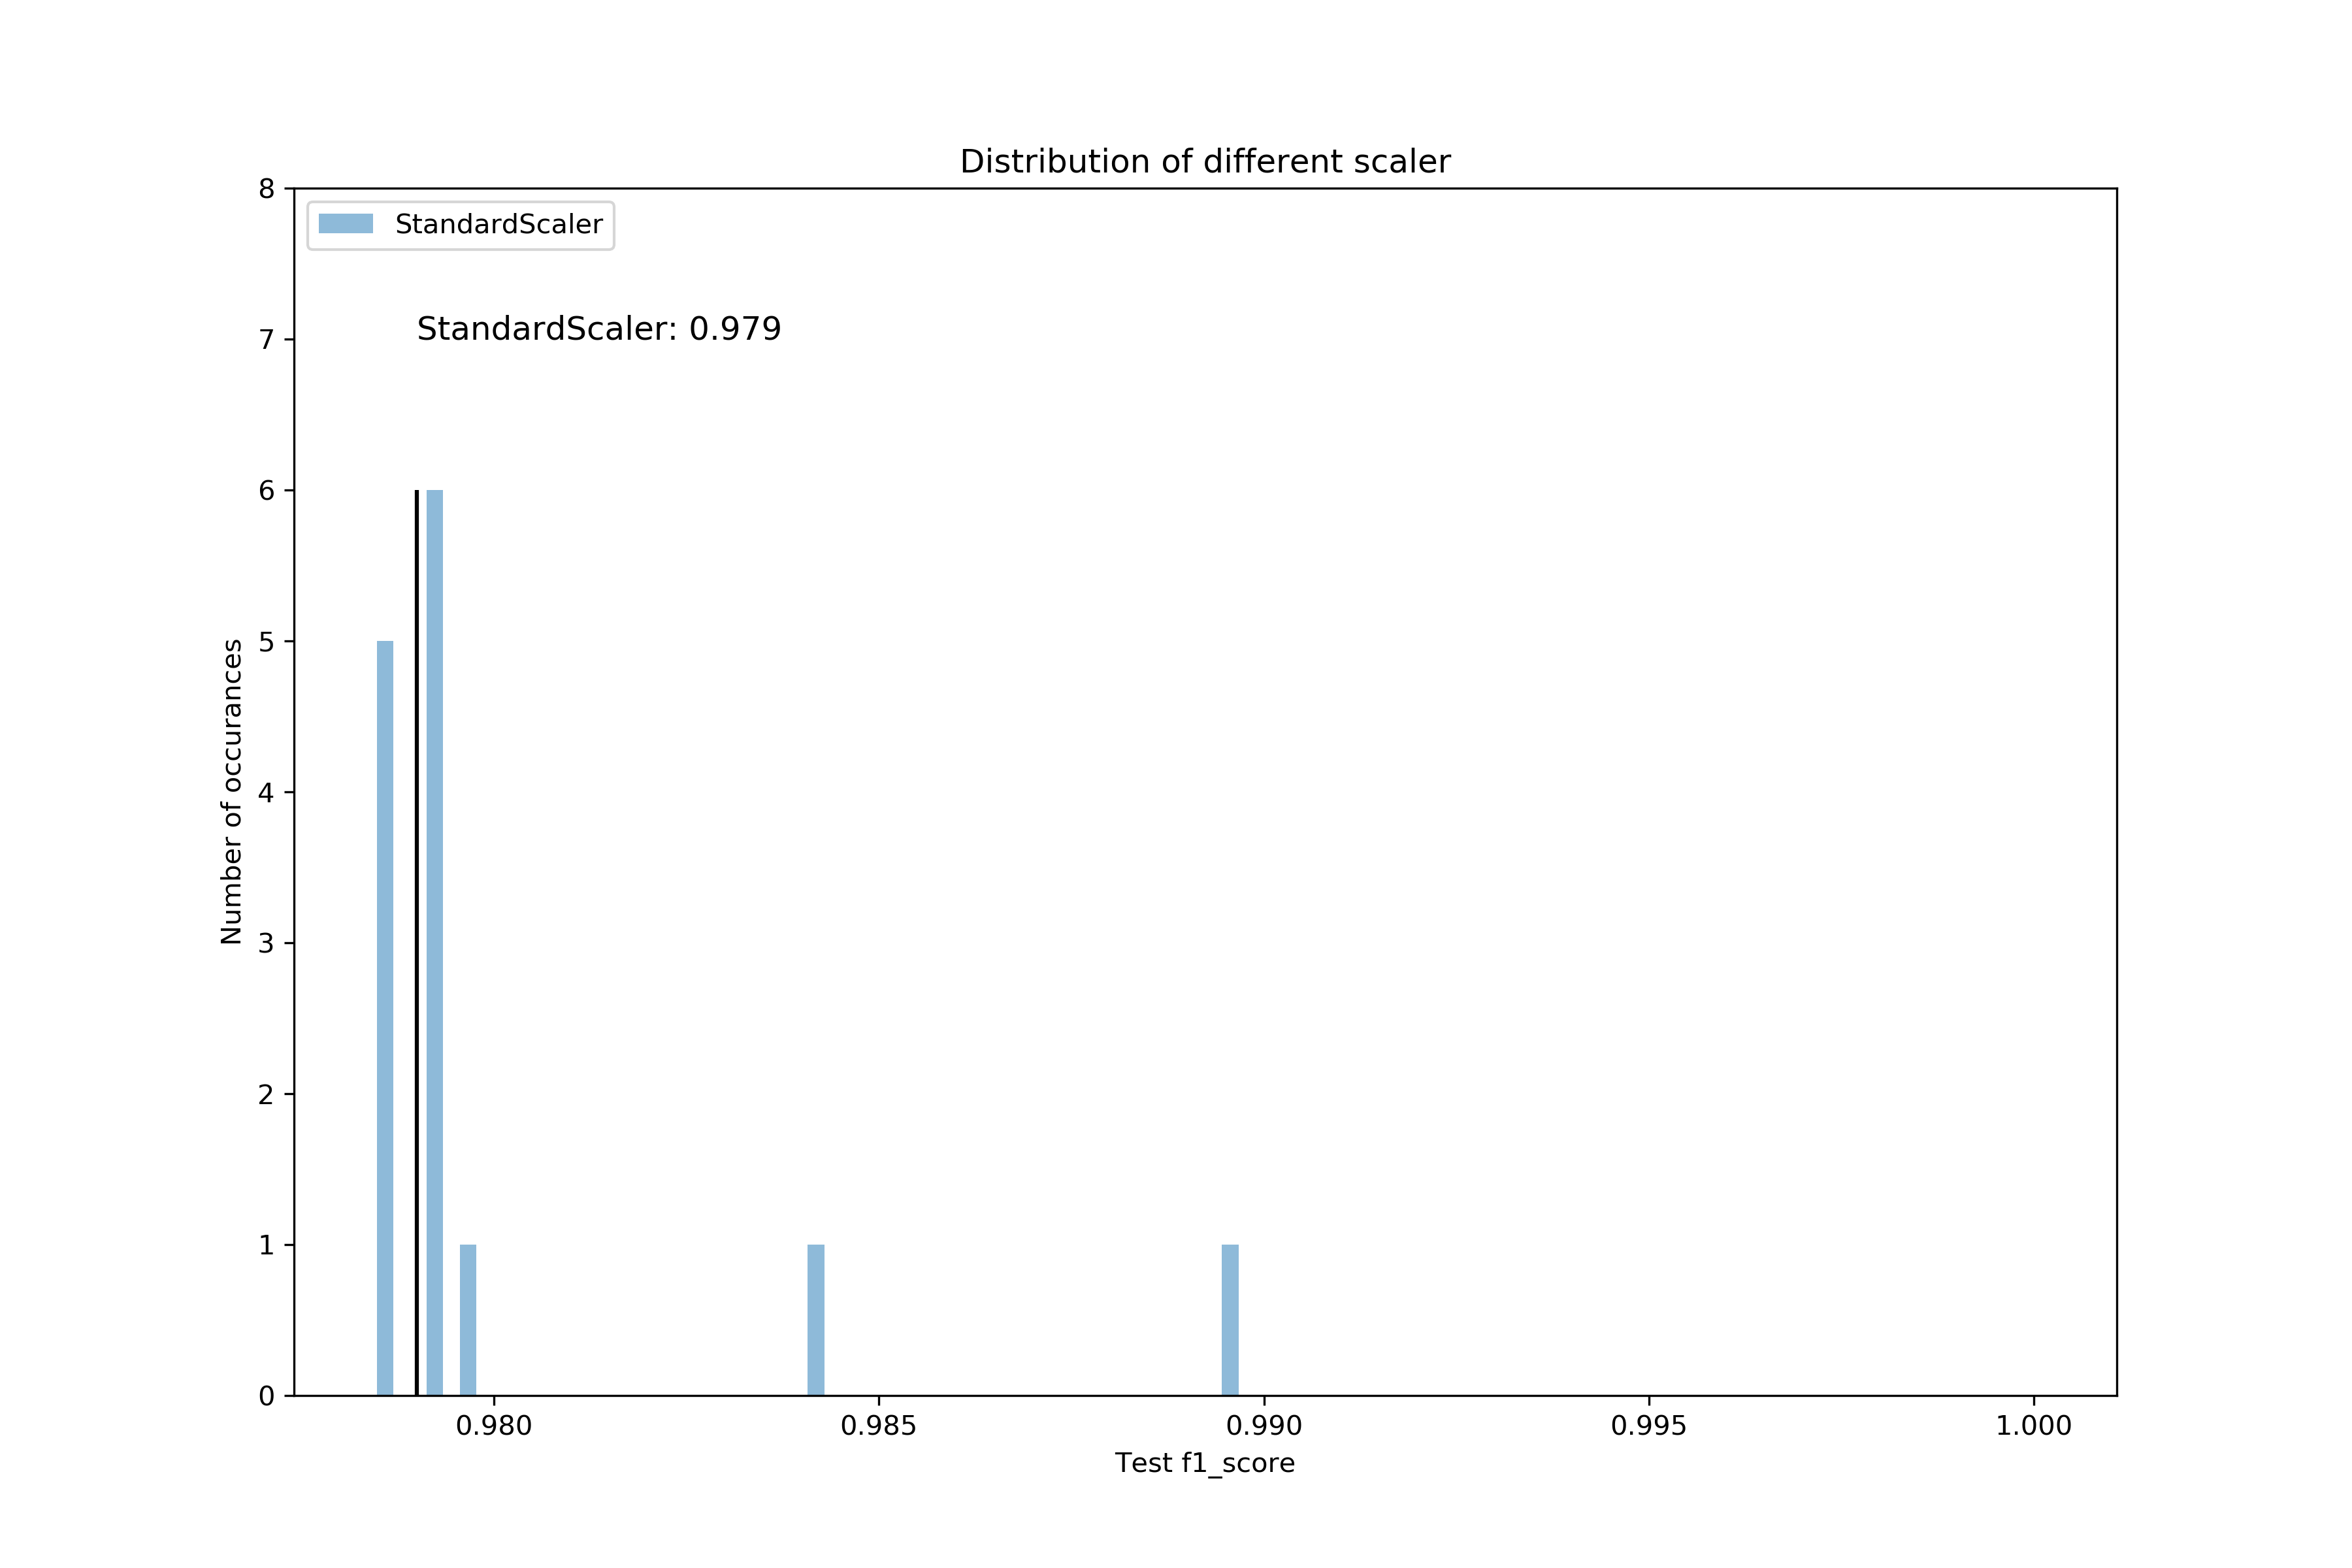 Distribution of different scaler
StandardScaler
StandardScaler: 0.979
8
7
6
5
4
3
2
1
0
Number of occurances
0.980 0.985 0.990 0.995 1.000
Test f1_score